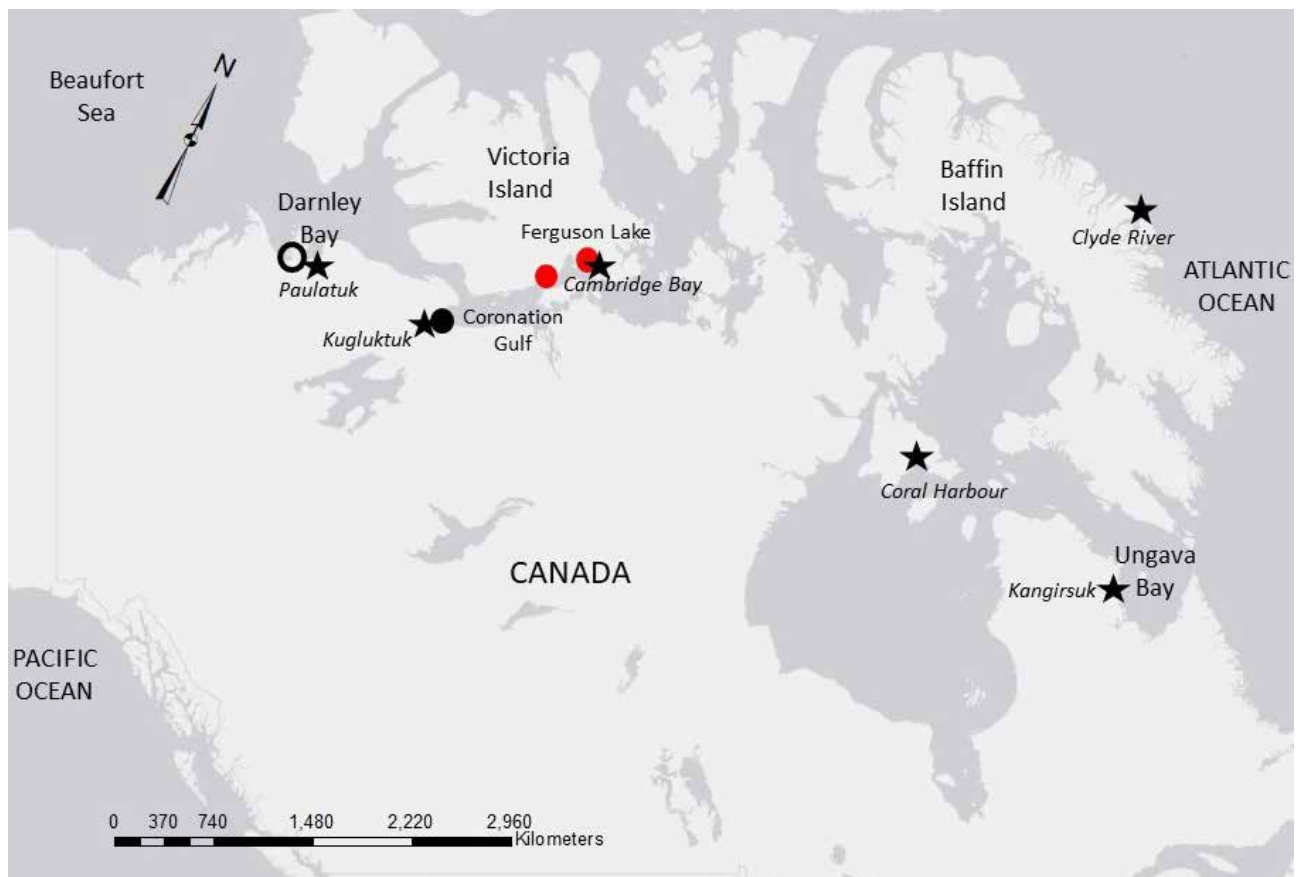 N
Beaufort
Sea
Victoria
Island
Baffin
Island
Darnley
Bay
Ferguson Lake
Clyde River
Paulatuk
Cambridge Bay
ATLANTIC
OCEAN
Kugluktuk
Coronation
Gulf
Coral Harbour
CANADA
Ungava
Bay
Kangirsuk
PACIFIC
OCEAN
0 370 740 1,480 2,220 2,960
Kilometers